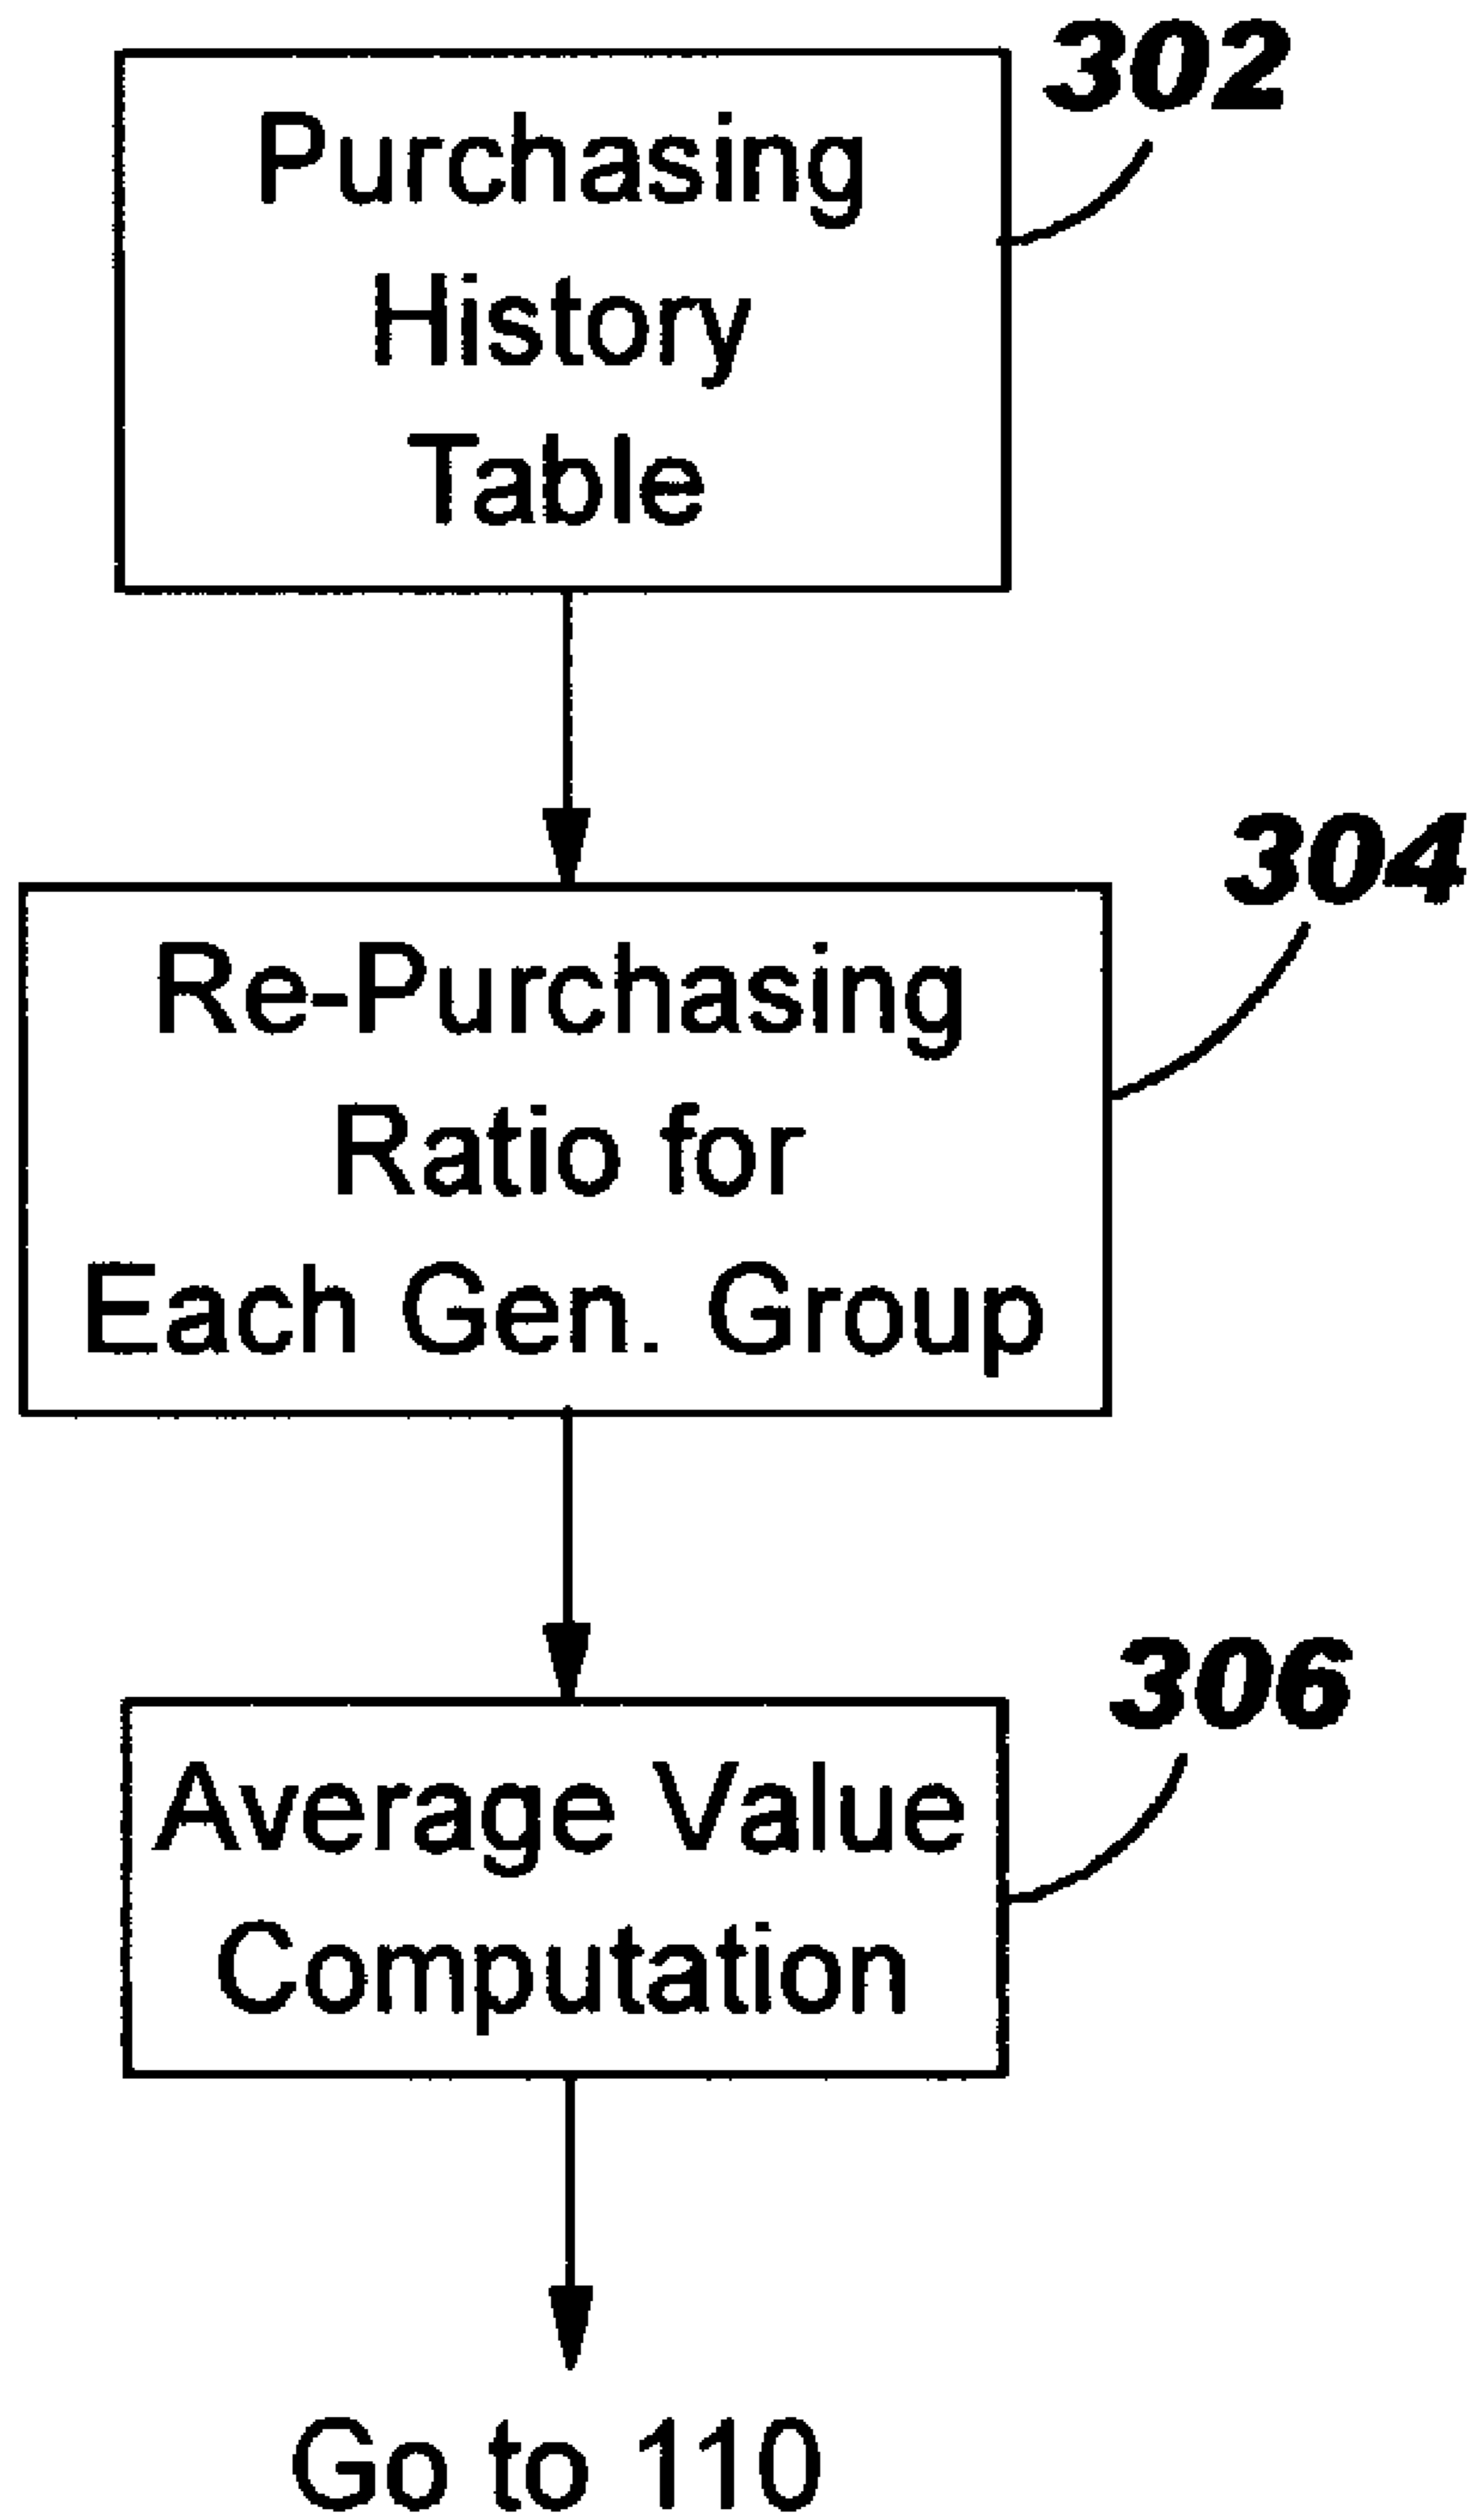 302
Purchasing
History
Table
304
Re-Purchasing
Ratio for
Each Gen. Group
306
Average Value
Computation
Go to 110